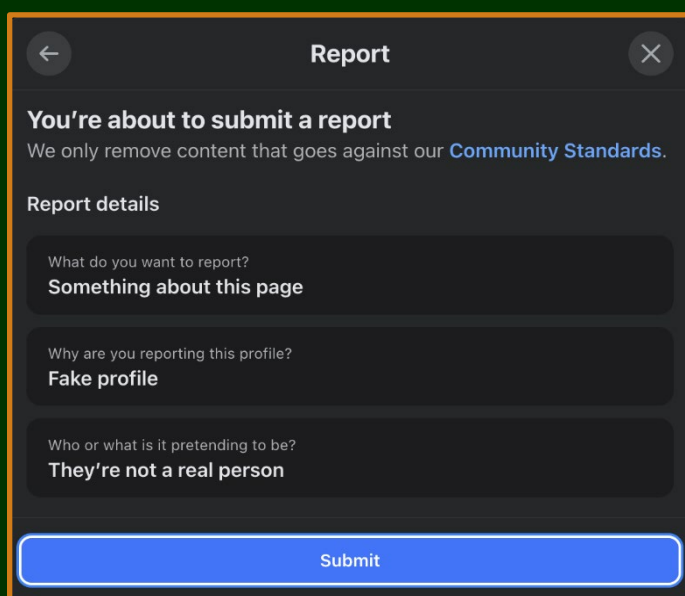 Report
You’re about to submit a report
We only remove content that goes against our Community Standards.
Report details
What do you want to report?
Something about this page
Why are you reporting this profile?
Fake profile
Who or what is it pretending to be?
They’re not a real person
Submit